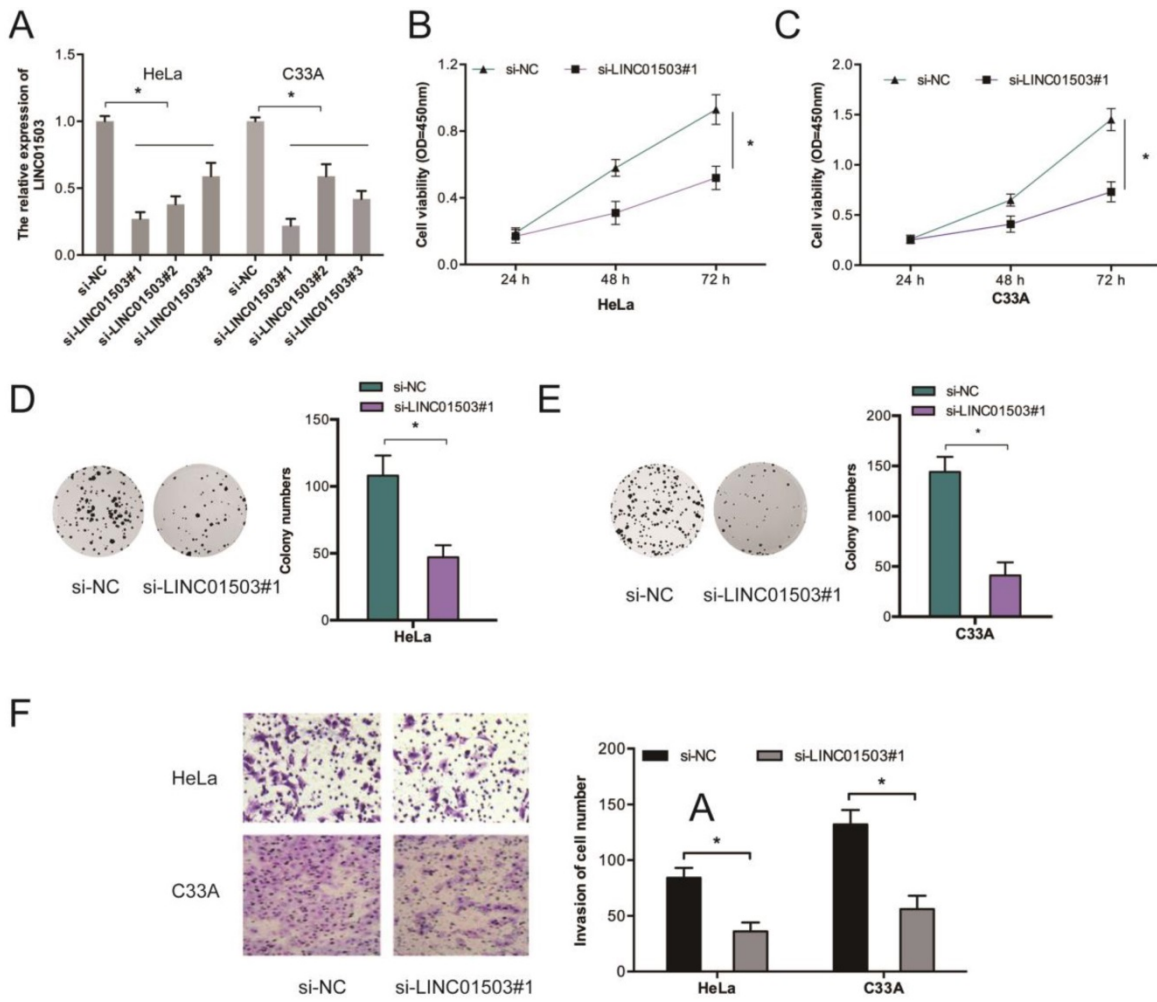 A
The relative expression of
LINC01503
1.5
1.0
0.5
0.0
HeLa
C33A
*
*
si-NC
si-LINC01503#1
si-LINC01503#2
si-LINC01503#3
si-NC
si-LINC01503#1
si-LINC01503#2
si-LINC01503#3
B
Cell viability (OD=450nm)
1.2
0.8
0.4
0.0
si-NC
si-LINC01503#1
*
24 h
48 h
72 h
HeLa
C
Cell viability (OD=450nm)
2.0
1.5
1.0
0.5
0.0
si-NC
si-LINC01503#1
*
24 h
48 h
72 h
C33A
D
si-NC
si-LINC01503#1
si-NC
si-LINC01503#1
Colony numbers
150
100
50
0
*
HeLa
E
si-NC
si-LINC01503#1
si-NC
si-LINC01503#1
Colony numbers
200
150
100
50
0
*
C33A
F
HeLa
C33A
si-NC
si-LINC01503#1
Invasion of cell number
200
150
100
50
0
si-NC
si-LINC01503#1
A
*
*
HeLa
C33A